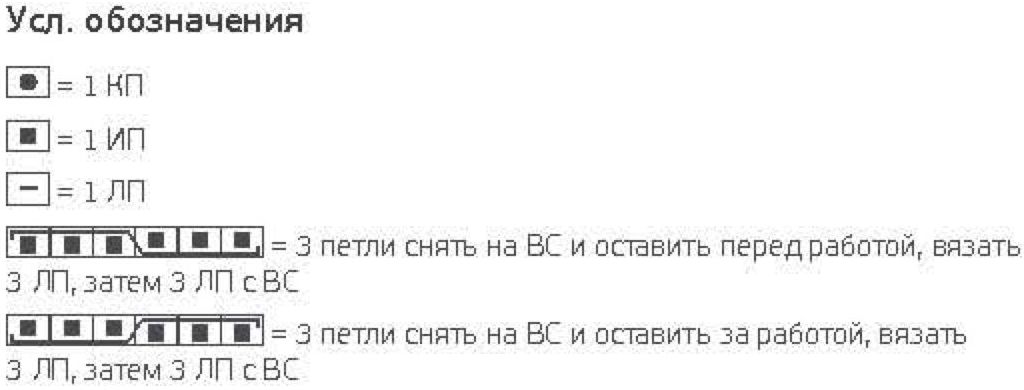 Усл. обозначения
= 1 КП
= 1 ИП
= 1 ЛП
= 3 петли снять на ВС и оставить перед работой, вязать
3 ЛП, затем 3 ЛП с ВС
= 3 петли снять на ВС и оставить за работой, вязать
3 ЛП, затем 3 ЛП с ВС